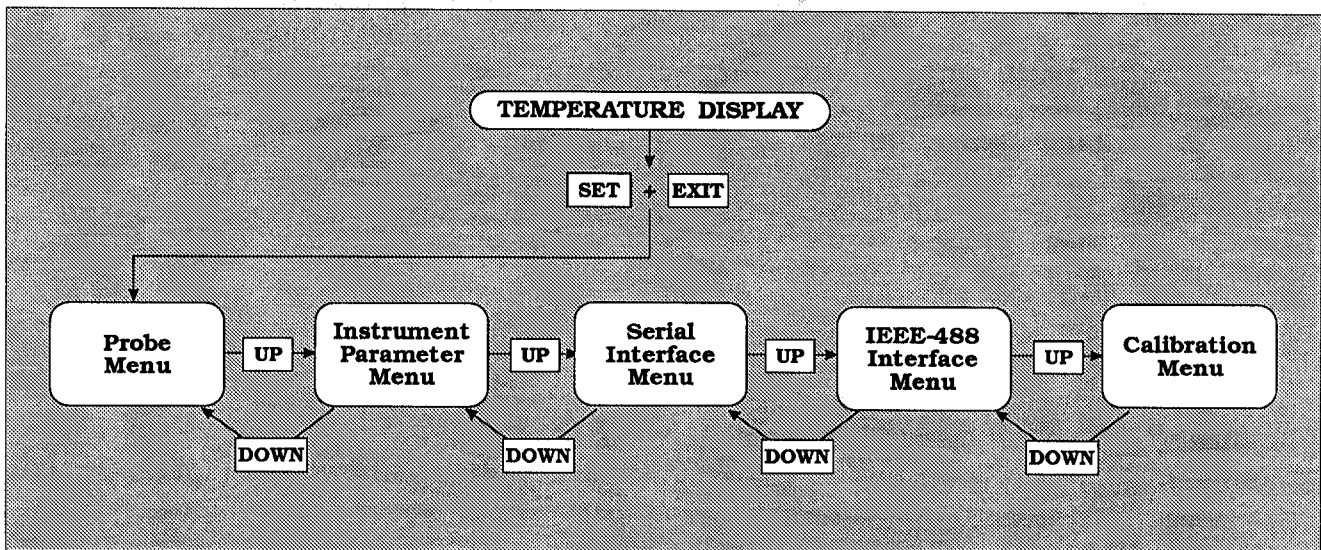 TEMPERATURE DISPLAY
SET + EXIT
Probe
Menu
UP
Instrument
Parameter
Menu
UP
Serial
Interface
Menu
UP
IEEE-488
Interface
Menu
UP
Calibration
Menu
DOWN
DOWN
DOWN
DOWN